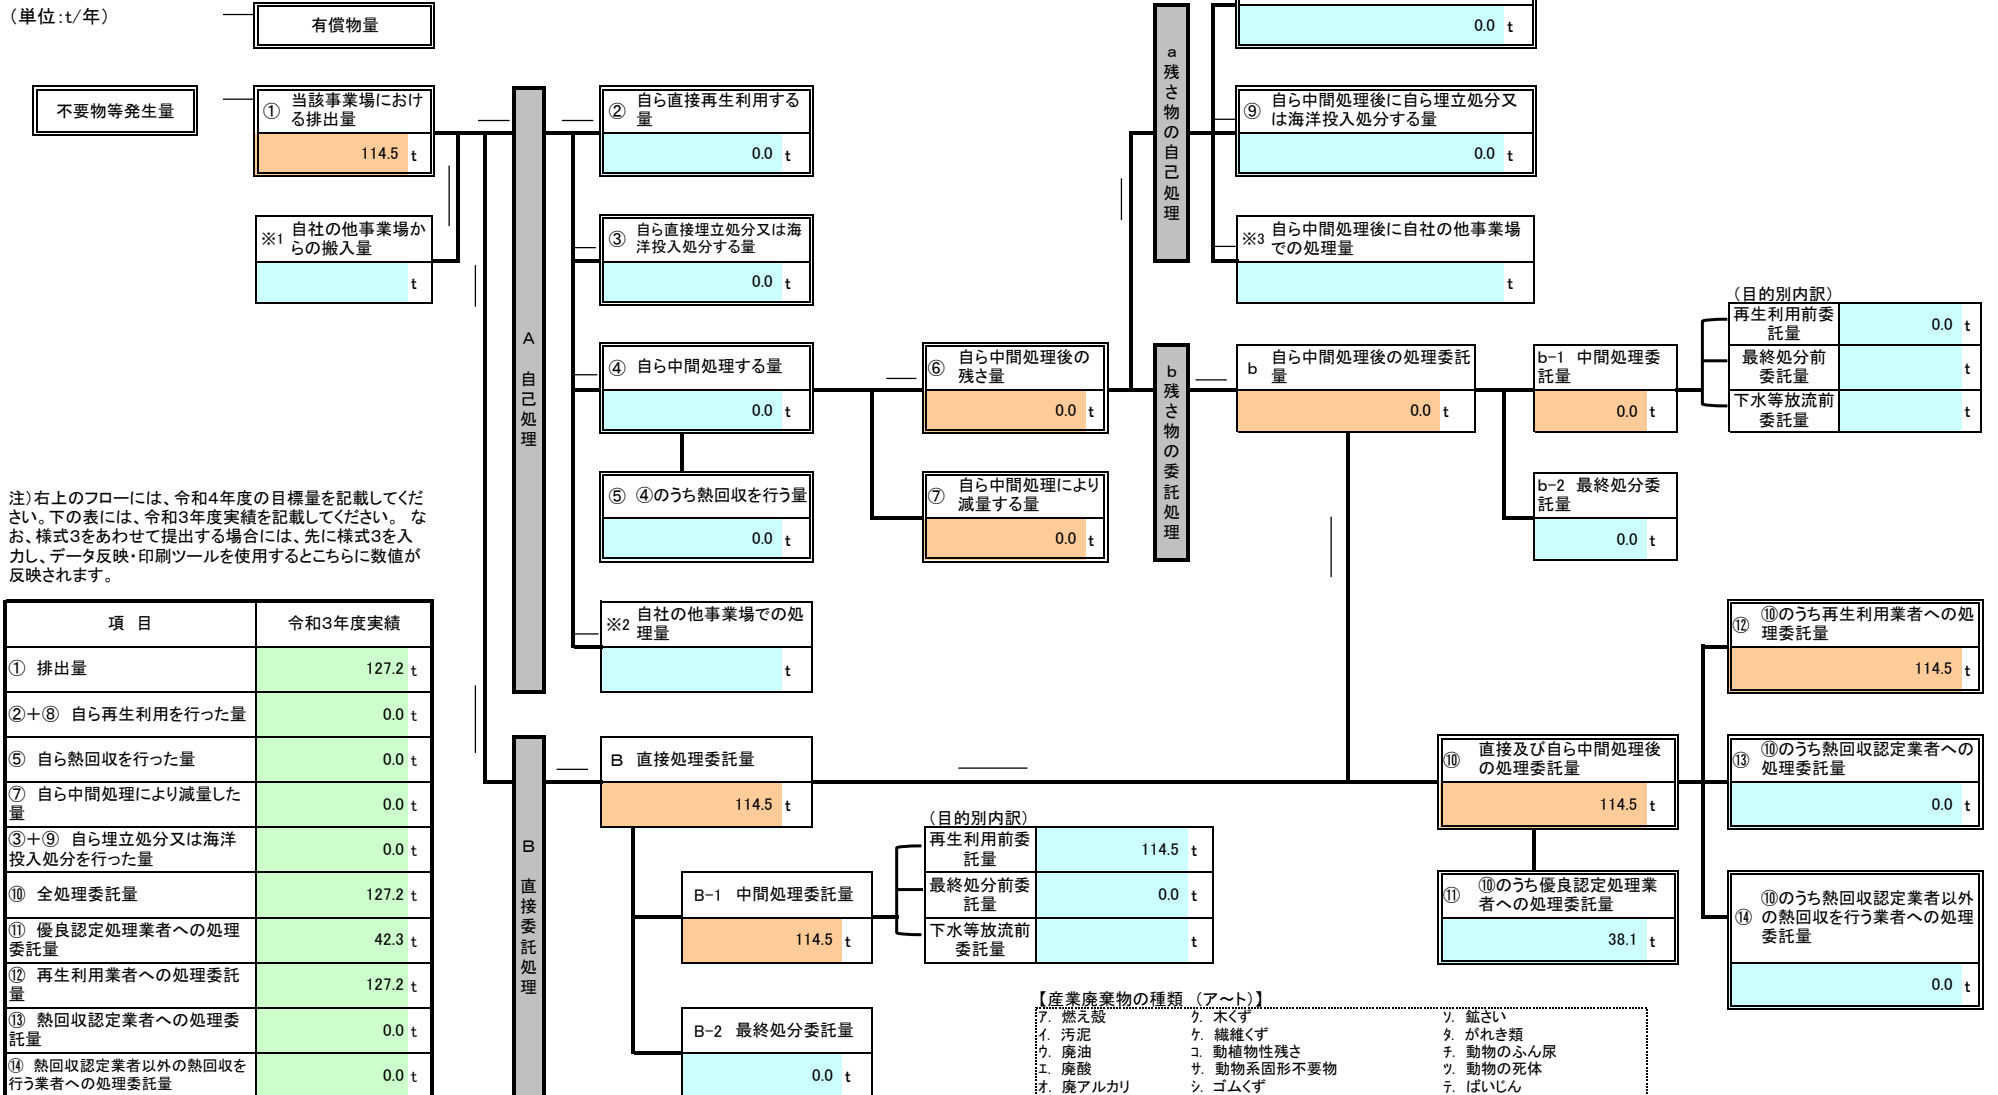 （単位:t/年）
有償物量
不要物等発生量
① 当該事業場におけ
る排出量
114.5 t
※1 自社の他事業場か
らの搬入量
t
A 自己処理
② 自ら直接再生利用する
量
0.0 t
③ 自ら直接埋立処分又は海
洋投入処分する量
0.0 t
④ 自ら中間処理する量
0.0 t
⑤ ④のうち熱回収を行う量
0.0 t
※2 自社の他事業場での処
理量
t
⑥ 自ら中間処理後の
残さ量
0.0 t
⑦ 自ら中間処理により
減量する量
0.0 t
a 残さ物の自己処理
0.0 t
⑨ 自ら中間処理後に自ら埋立処分又
は海洋投入処分する量
0.0 t
※3 自ら中間処理後に自社の他事業場
での処理量
t
b 残さ物の委託処理
b 自ら中間処理後の処理委託
量
0.0 t
b-1 中間処理委
託量
0.0 t
b-2 最終処分委
託量
0.0 t
（目的別内訳）
再生利用前委
託量
0.0 t
最終処分前
委託量
t
下水等放流前
委託量
t
注）右上のフローには、令和4年度の目標量を記載してくだ
さい。下の表には、令和3年度実績を記載してください。 な
お、様式3をあわせて提出する場合には、先に様式3を入
力し、データ反映・印刷ツールを使用するとこちらに数値が
反映されます。
項 目 令和3年度実績
① 排出量 127.2 t
②＋⑧ 自ら再生利用を行った量 0.0 t
⑤ 自ら熱回収を行った量 0.0 t
⑦ 自ら中間処理により減量した
量 0.0 t
③＋⑨ 自ら埋立処分又は海洋
投入処分を行った量 0.0 t
⑩ 全処理委託量 127.2 t
⑪ 優良認定処理業者への処理
委託量 42.3 t
⑫ 再生利用業者への処理委託
量 127.2 t
⑬ 熱回収認定業者への処理委
託量 0.0 t
⑭ 熱回収認定業者以外の熱回収を
行う業者への処理委託量 0.0 t
B 直接委託処理
B 直接処理委託量
114.5 t
B-1 中間処理委託量
114.5 t
B-2 最終処分委託量
0.0 t
（目的別内訳）
再生利用前委
託量
114.5 t
最終処分前委
託量
0.0 t
下水等放流前
委託量
t
⑩ 直接及び自ら中間処理後
の処理委託量
114.5 t
⑪ ⑩のうち優良認定処理業
者への処理委託量
38.1 t
⑫ ⑩のうち再生利用業者への処
理委託量
114.5 t
⑬ ⑩のうち熱回収認定業者への
処理委託量
0.0 t
⑭ ⑩のうち熱回収認定業者以外
の熱回収を行う業者への処理
委託量
0.0 t
【産業廃棄物の種類 （ア～ト）】
ア. 燃え殻 ク. 木くず ソ. 鉱さい
イ. 汚泥 ケ. 繊維くず タ. がれき類
ウ. 廃油 コ. 動植物性残さ チ. 動物のふん尿
エ. 廃酸 サ. 動物系固形不要物 ツ. 動物の死体
オ. 廃アルカリ シ. ゴムくず テ. ばいじん